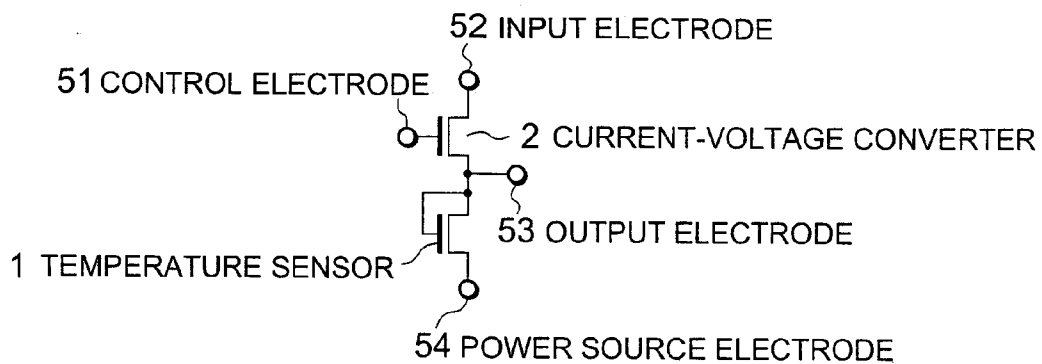 52 INPUT ELECTRODE
51 CONTROL ELECTRODE
2 CURRENT-VOLTAGE CONVERTER
53 OUTPUT ELECTRODE
1 TEMPERATURE SENSOR
54 POWER SOURCE ELECTRODE